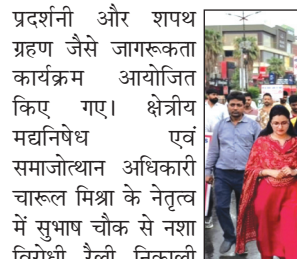 प्रदर्शनी और शपथ
ग्रहण जैसे जागरूकता
कार्यक्रम आयोजित
किए गए। क्षेत्रीय
मद्यनिषेध एवं
समाजोत्थान अधिकारी
चारूल मिश्रा के नेतृत्व
में सुभाष चौक से नशा
विरोधी रैली निकाली